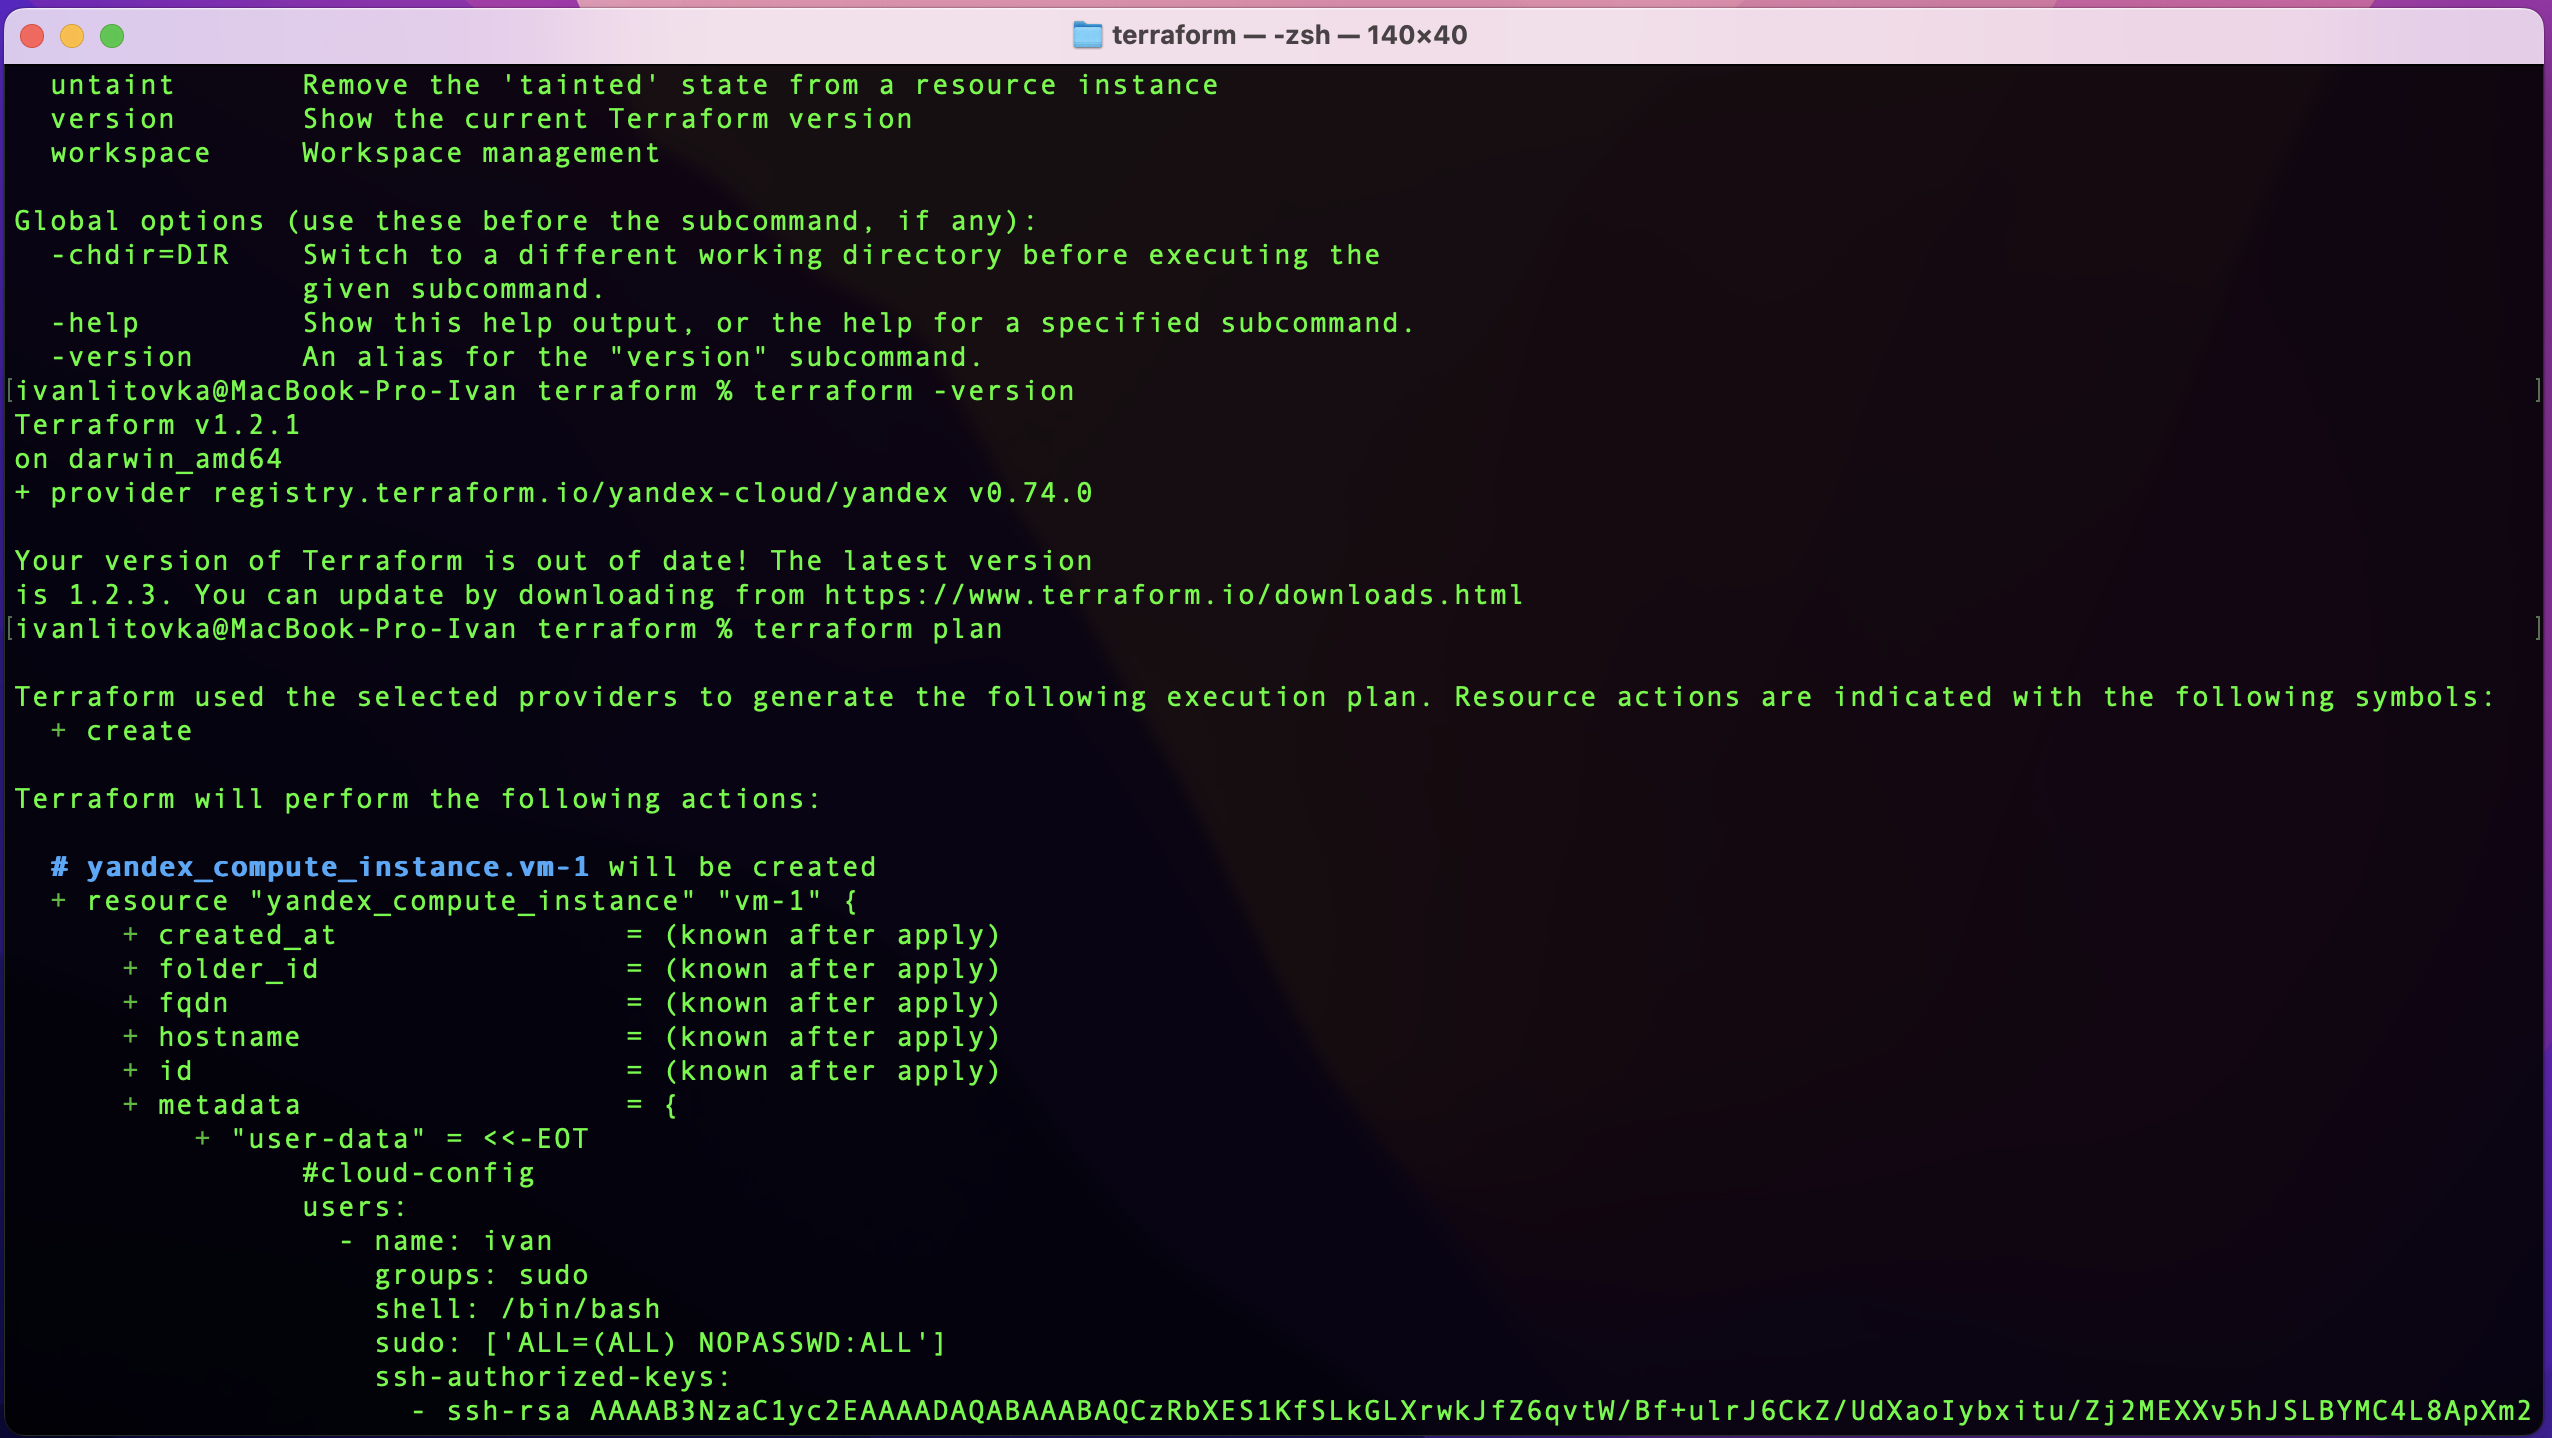 terraform — -zsh — 140×40
untaint Remove the 'tainted' state from a resource instance
version Show the current Terraform version
workspace Workspace management
Global options (use these before the subcommand, if any):
-chdir=DIR Switch to a different working directory before executing the
given subcommand.
-help Show this help output, or the help for a specified subcommand.
-version An alias for the "version" subcommand.
[ivanlitovka@MacBook-Pro-Ivan terraform % terraform -version ]
Terraform v1.2.1
on darwin_amd64
+ provider registry.terraform.io/yandex-cloud/yandex v0.74.0
Your version of Terraform is out of date! The latest version
is 1.2.3. You can update by downloading from https://www.terraform.io/downloads.html
[ivanlitovka@MacBook-Pro-Ivan terraform % terraform plan ]
Terraform used the selected providers to generate the following execution plan. Resource actions are indicated with the following symbols:
+ create
Terraform will perform the following actions:
# yandex_compute_instance.vm-1 will be created
+ resource "yandex_compute_instance" "vm-1" {
+ created_at = (known after apply)
+ folder_id = (known after apply)
+ fqdn = (known after apply)
+ hostname = (known after apply)
+ id = (known after apply)
+ metadata = {
+ "user-data" = <<-EOT
#cloud-config
users:
- name: ivan
groups: sudo
shell: /bin/bash
sudo: ['ALL=(ALL) NOPASSWD:ALL']
ssh-authorized-keys:
- ssh-rsa AAAAB3NzaC1yc2EAAAADAQABAAABAQCzRbXES1KfSLkGLXrwkJfZ6qvtW/Bf+ulrJ6CkZ/UdXaoIybxitu/Zj2MEXXv5hJSLBYMC4L8ApXm2